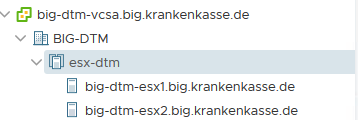 big-dtm-vcsa.big.krankenkasse.de
BIG-DTM
esx-dtm
big-dtm-esx1.big.krankenkasse.de
big-dtm-esx2.big.krankenkasse.de